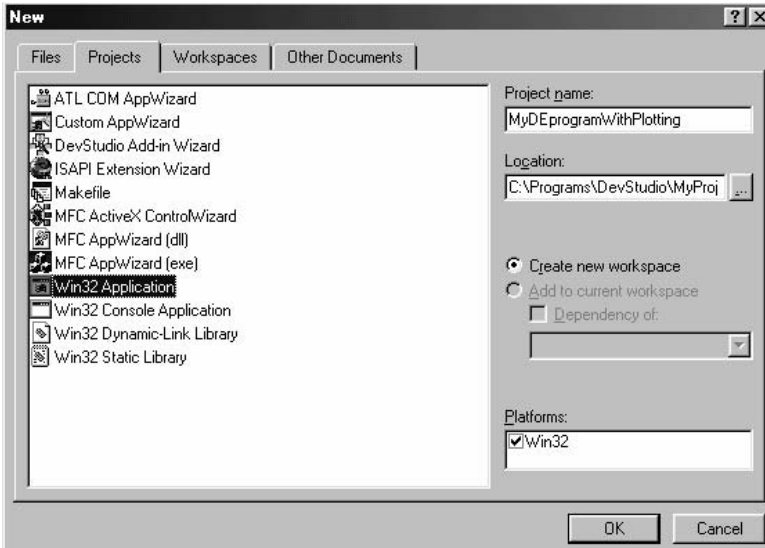 New
Files Projects Workspaces Other Documents
ATL COM AppWizard
Custom AppWizard
DevStudio Add-in Wizard
ISAPI Extension Wizard
Makefile
MFC ActiveX ControlWizard
MFC AppWizard (dll)
MFC AppWizard (exe)
Win32 Application
Win32 Console Application
Win32 Dynamic-Link Library
Win32 Static Library
Project name:
MyDEprogramWithPlotting
Location:
C:\Programs\DevStudio\MyProj ...
Create new workspace
Add to current workspace
Dependency of:
Platforms:
Win32
OK Cancel